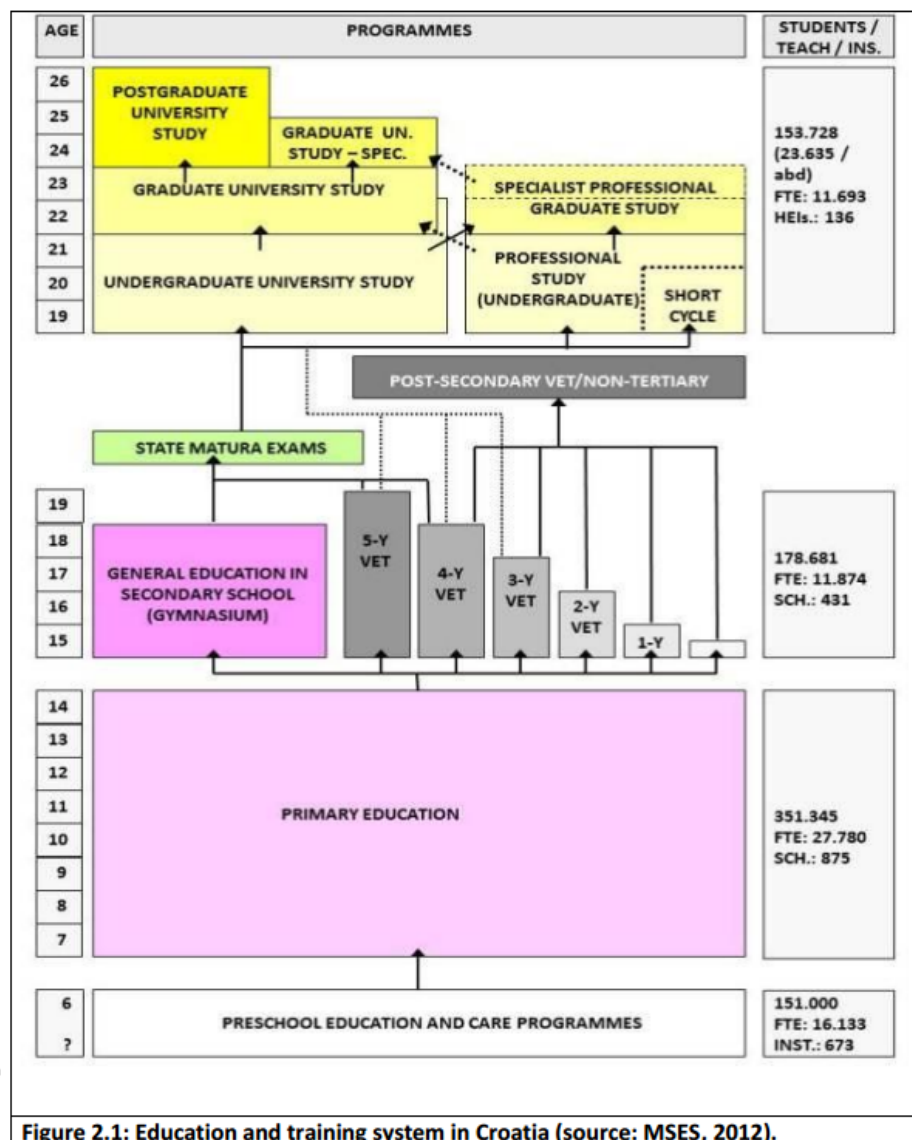 AGE
PROGRAMMES
STUDENTS /
TEACH / INS.
26
25
24
23
22
21
20
19
POSTGRADUATE
UNIVERSITY
STUDY
GRADUATE UN.
STUDY – SPEC.
GRADUATE UNIVERSITY STUDY
SPECIALIST PROFESSIONAL
GRADUATE STUDY
UNDERGRADUATE UNIVERSITY STUDY
PROFESSIONAL
STUDY
(UNDERGRADUATE)
SHORT
CYCLE
153.728
(23.635 /
abd)
FTE: 11.693
HEIs.: 136
POST-SECONDARY VET/NON-TERTIARY
STATE MATURA EXAMS
19
18
17
16
15
GENERAL EDUCATION IN
SECONDARY SCHOOL
(GYMNASIUM)
5-Y
VET
4-Y
VET
3-Y
VET
2-Y
VET
1-Y
178.681
FTE: 11.874
SCH.: 431
14
13
12
11
10
9
8
7
PRIMARY EDUCATION
351.345
FTE: 27.780
SCH.: 875
6
?
PRESCHOOL EDUCATION AND CARE PROGRAMMES
151.000
FTE: 16.133
INST.: 673
Figure 2.1: Education and training system in Croatia (source: MSES, 2012).